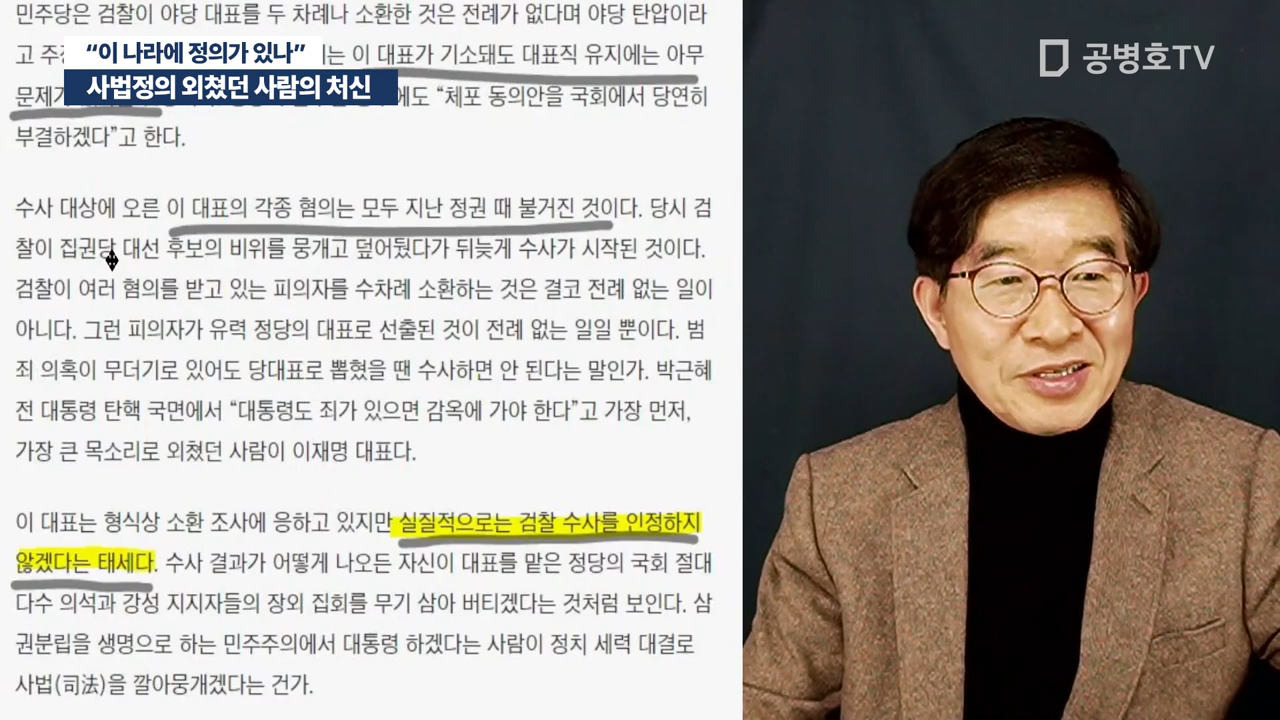 민주당은 검찰이 야당 대표를 두 차례나 소환한 것은 전례가 없다며 야당 탄압이라
“이 나라에 정의가 있나”
사법정의 외쳤던 사람의 처신
공병호TV
고 주 는 이 대표가 기소돼도 대표직 유지에는 아무
문제가 에도 “체포 동의안을 국회에서 당연히
부결하겠다”고 한다.
수사 대상에 오른 이 대표의 각종 혐의는 모두 지난 정권 때 불거진 것이다. 당시 검
찰이 집권당 대선 후보의 비위를 뭉개고 덮어뒀다가 뒤늦게 수사가 시작된 것이다.
검찰이 여러 혐의를 받고 있는 피의자를 수차례 소환하는 것은 결코 전례 없는 일이
아니다. 그런 피의자가 유력 정당의 대표로 선출된 것이 전례 없는 일일 뿐이다. 범
죄 의혹이 무더기로 있어도 당대표로 뽑혔을 땐 수사하면 안 된다는 말인가. 박근혜
전 대통령 탄핵 국면에서 “대통령도 죄가 있으면 감옥에 가야 한다”고 가장 먼저,
가장 큰 목소리로 외쳤던 사람이 이재명 대표다.
이 대표는 형식상 소환 조사에 응하고 있지만 실질적으로는 검찰 수사를 인정하지
않겠다는 태세다. 수사 결과가 어떻게 나오든 자신이 대표를 맡은 정당의 국회 절대
다수 의석과 강성 지지자들의 장외 집회를 무기 삼아 버티겠다는 것처럼 보인다. 삼
권분립을 생명으로 하는 민주주의에서 대통령 하겠다는 사람이 정치 세력 대결로
사법(司法)을 깔아뭉개겠다는 건가.